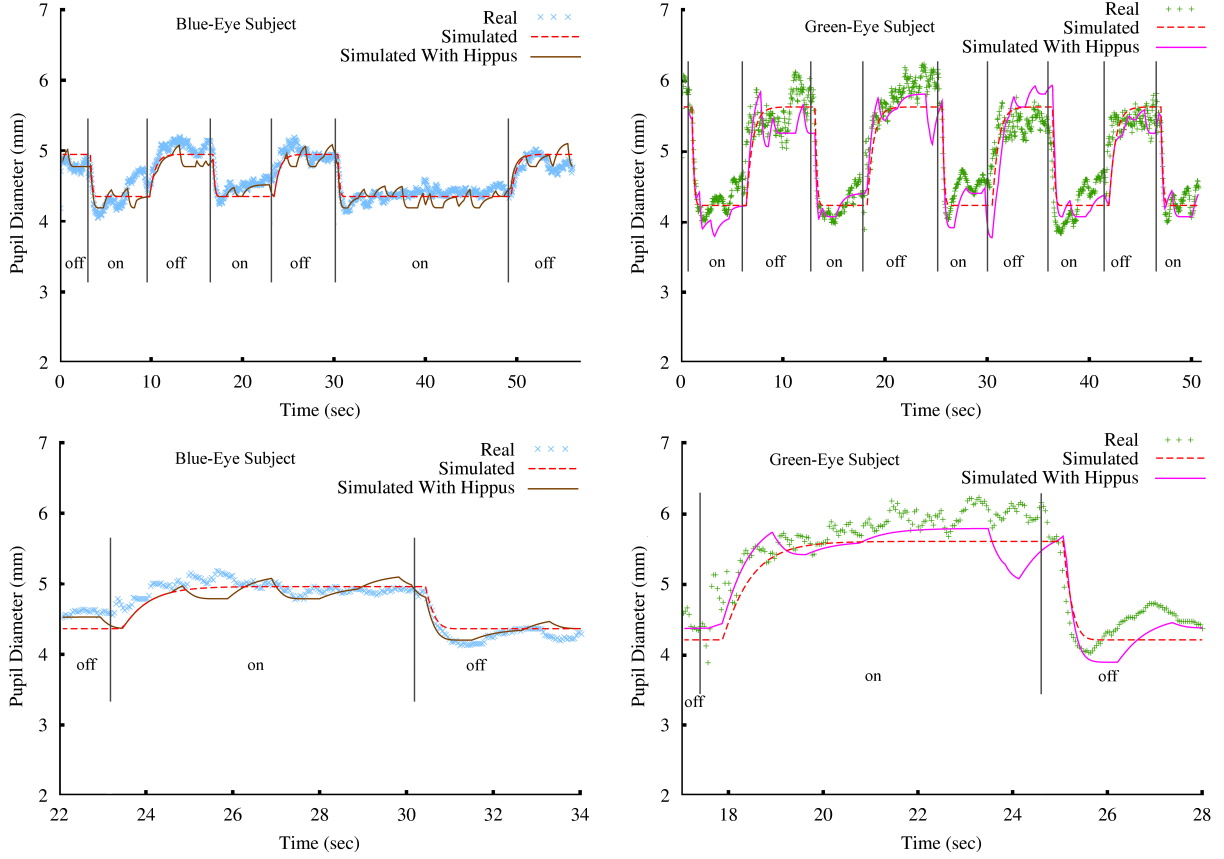 7
6
5
4
3
2
Pupil Diameter (mm)
Blue-Eye Subject
Real
Simulated
Simulated With Hippus
off
on
off
on
off
on
off
0 10 20 30 40 50
Time (sec)
7
6
5
4
3
2
Pupil Diameter (mm)
Green-Eye Subject
Real
Simulated
Simulated With Hippus
on
off
on
off
on
off
on
off
on
0 10 20 30 40 50
Time (sec)
7
6
5
4
3
2
Pupil Diameter (mm)
Blue-Eye Subject
Real
Simulated
Simulated With Hippus
off
on
off
22 24 26 28 30 32 34
Time (sec)
7
6
5
4
3
2
Pupil Diameter (mm)
Green-Eye Subject
Real
Simulated
Simulated With Hippus
off
on
off
18 20 22 24 26 28
Time (sec)